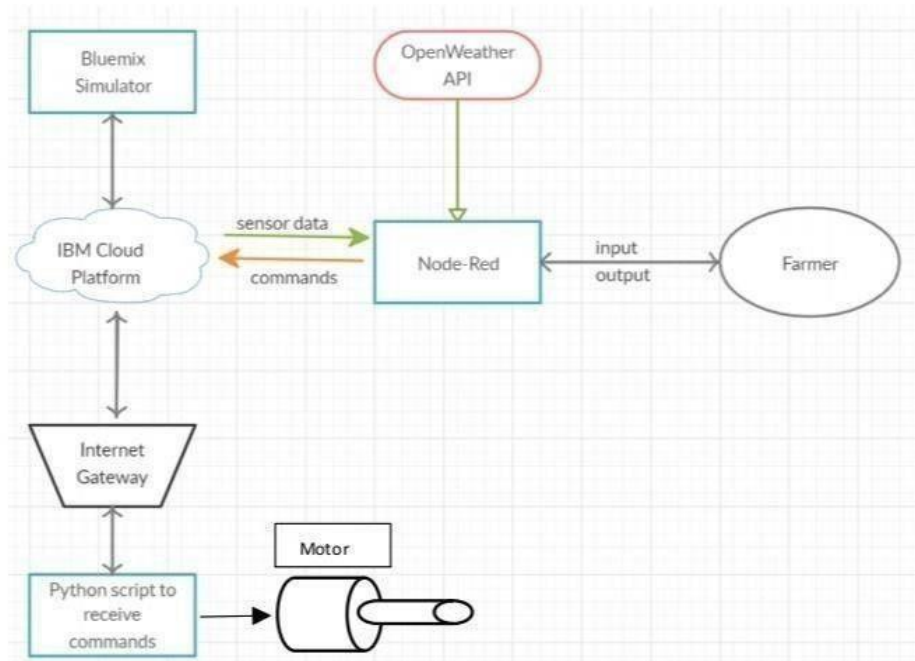 Bluemix
Simulator
OpenWeather
API
IBM Cloud
Platform
sensor data
commands
Node-Red
input
output
Farmer
Internet
Gateway
Motor
Python script to
receive
commands